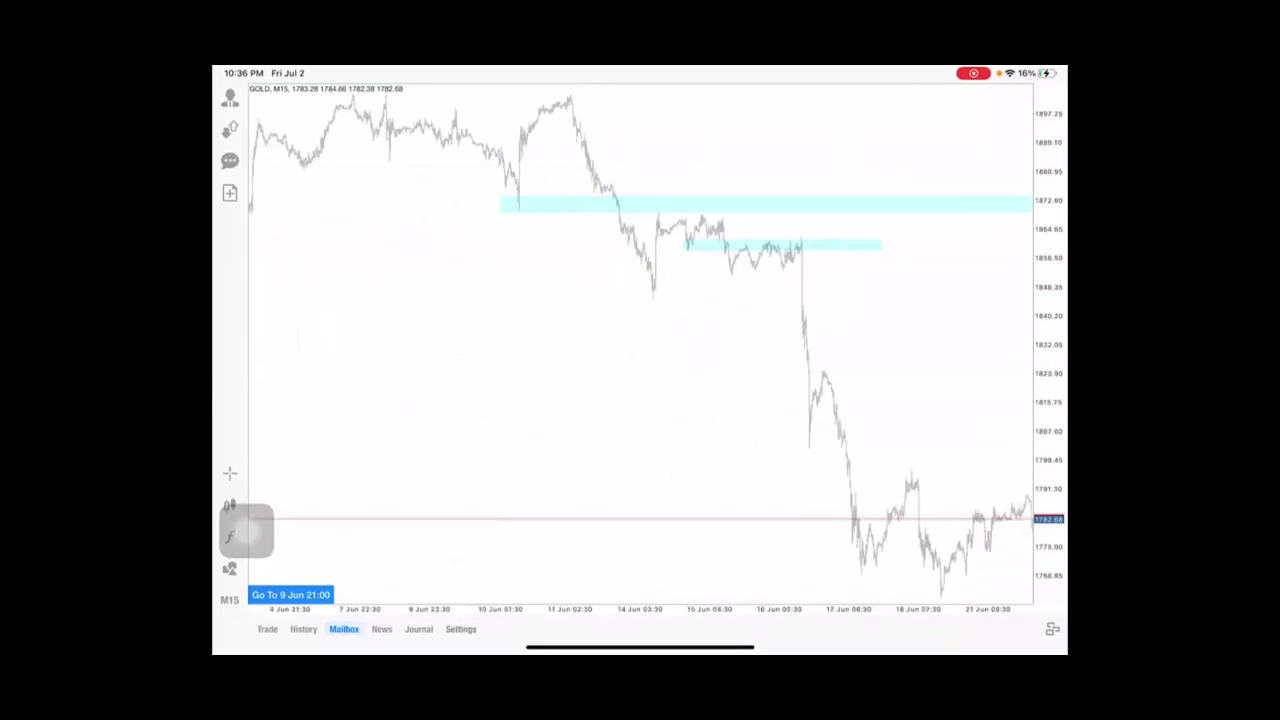 10:36 PM Fri Jul 2
16%
GOLD, M15, 1783.28 1784.66 1782.38 1782.68
1897.25
1889.10
1880.95
1872.80
1864.65
1856.50
1848.35
1840.20
1832.05
1823.90
1815.75
1807.60
1799.45
1791.30
1782.68
1775.90
1766.85
f
M15
Go To 9 Jun 21:00
4 Jun 21:30 7 Jun 22:30 8 Jun 23:30 10 Jun 01:30 11 Jun 02:30 14 Jun 03:30 15 Jun 04:30 16 Jun 05:30 17 Jun 06:30 18 Jun 07:30 21 Jun 08:30
Trade History Mailbox News Journal Settings